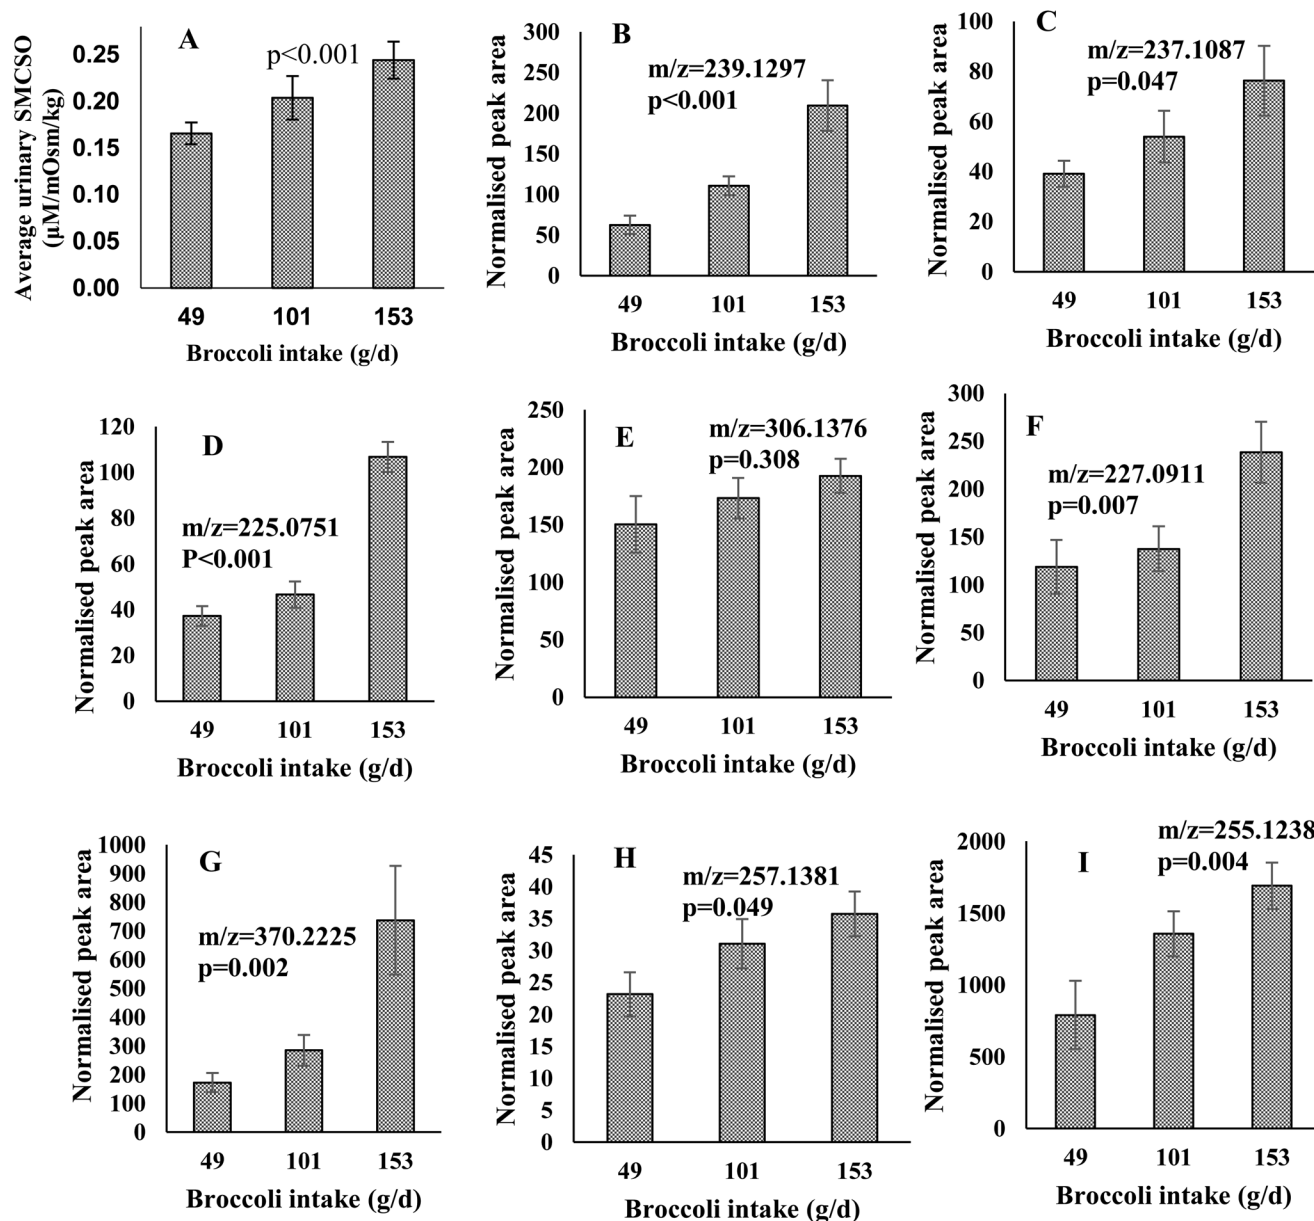 A
p<0.001
Average urinary SMCSO
(µM/mOsm/kg)
0.25
0.20
0.15
0.10
0.05
0.00
49 101 153
Broccoli intake (g/d)
B
m/z=239.1297
p<0.001
Normalised peak area
300
250
200
150
100
50
0
49 101 153
Broccoli intake (g/d)
C
m/z=237.1087
p=0.047
Normalised peak area
100
80
60
40
20
0
49 101 153
Broccoli intake (g/d)
D
m/z=225.0751
P<0.001
Normalised peak area
120
100
80
60
40
20
0
49 101 153
Broccoli intake (g/d)
E
m/z=306.1376
p=0.308
Normalised peak area
250
200
150
100
50
0
49 101 153
Broccoli intake (g/d)
F
m/z=227.0911
p=0.007
Normalised peak area
300
250
200
150
100
50
0
49 101 153
Broccoli intake (g/d)
G
m/z=370.2225
p=0.002
Normalised peak area
1000
900
800
700
600
500
400
300
200
100
0
49 101 153
Broccoli intake (g/d)
H
m/z=257.1381
p=0.049
Normalised peak area
45
40
35
30
25
20
15
10
5
0
49 101 153
Broccoli intake (g/d)
I
m/z=255.1238
p=0.004
Normalised peak area
2000
1500
1000
500
0
49 101 153
Broccoli intake (g/d)